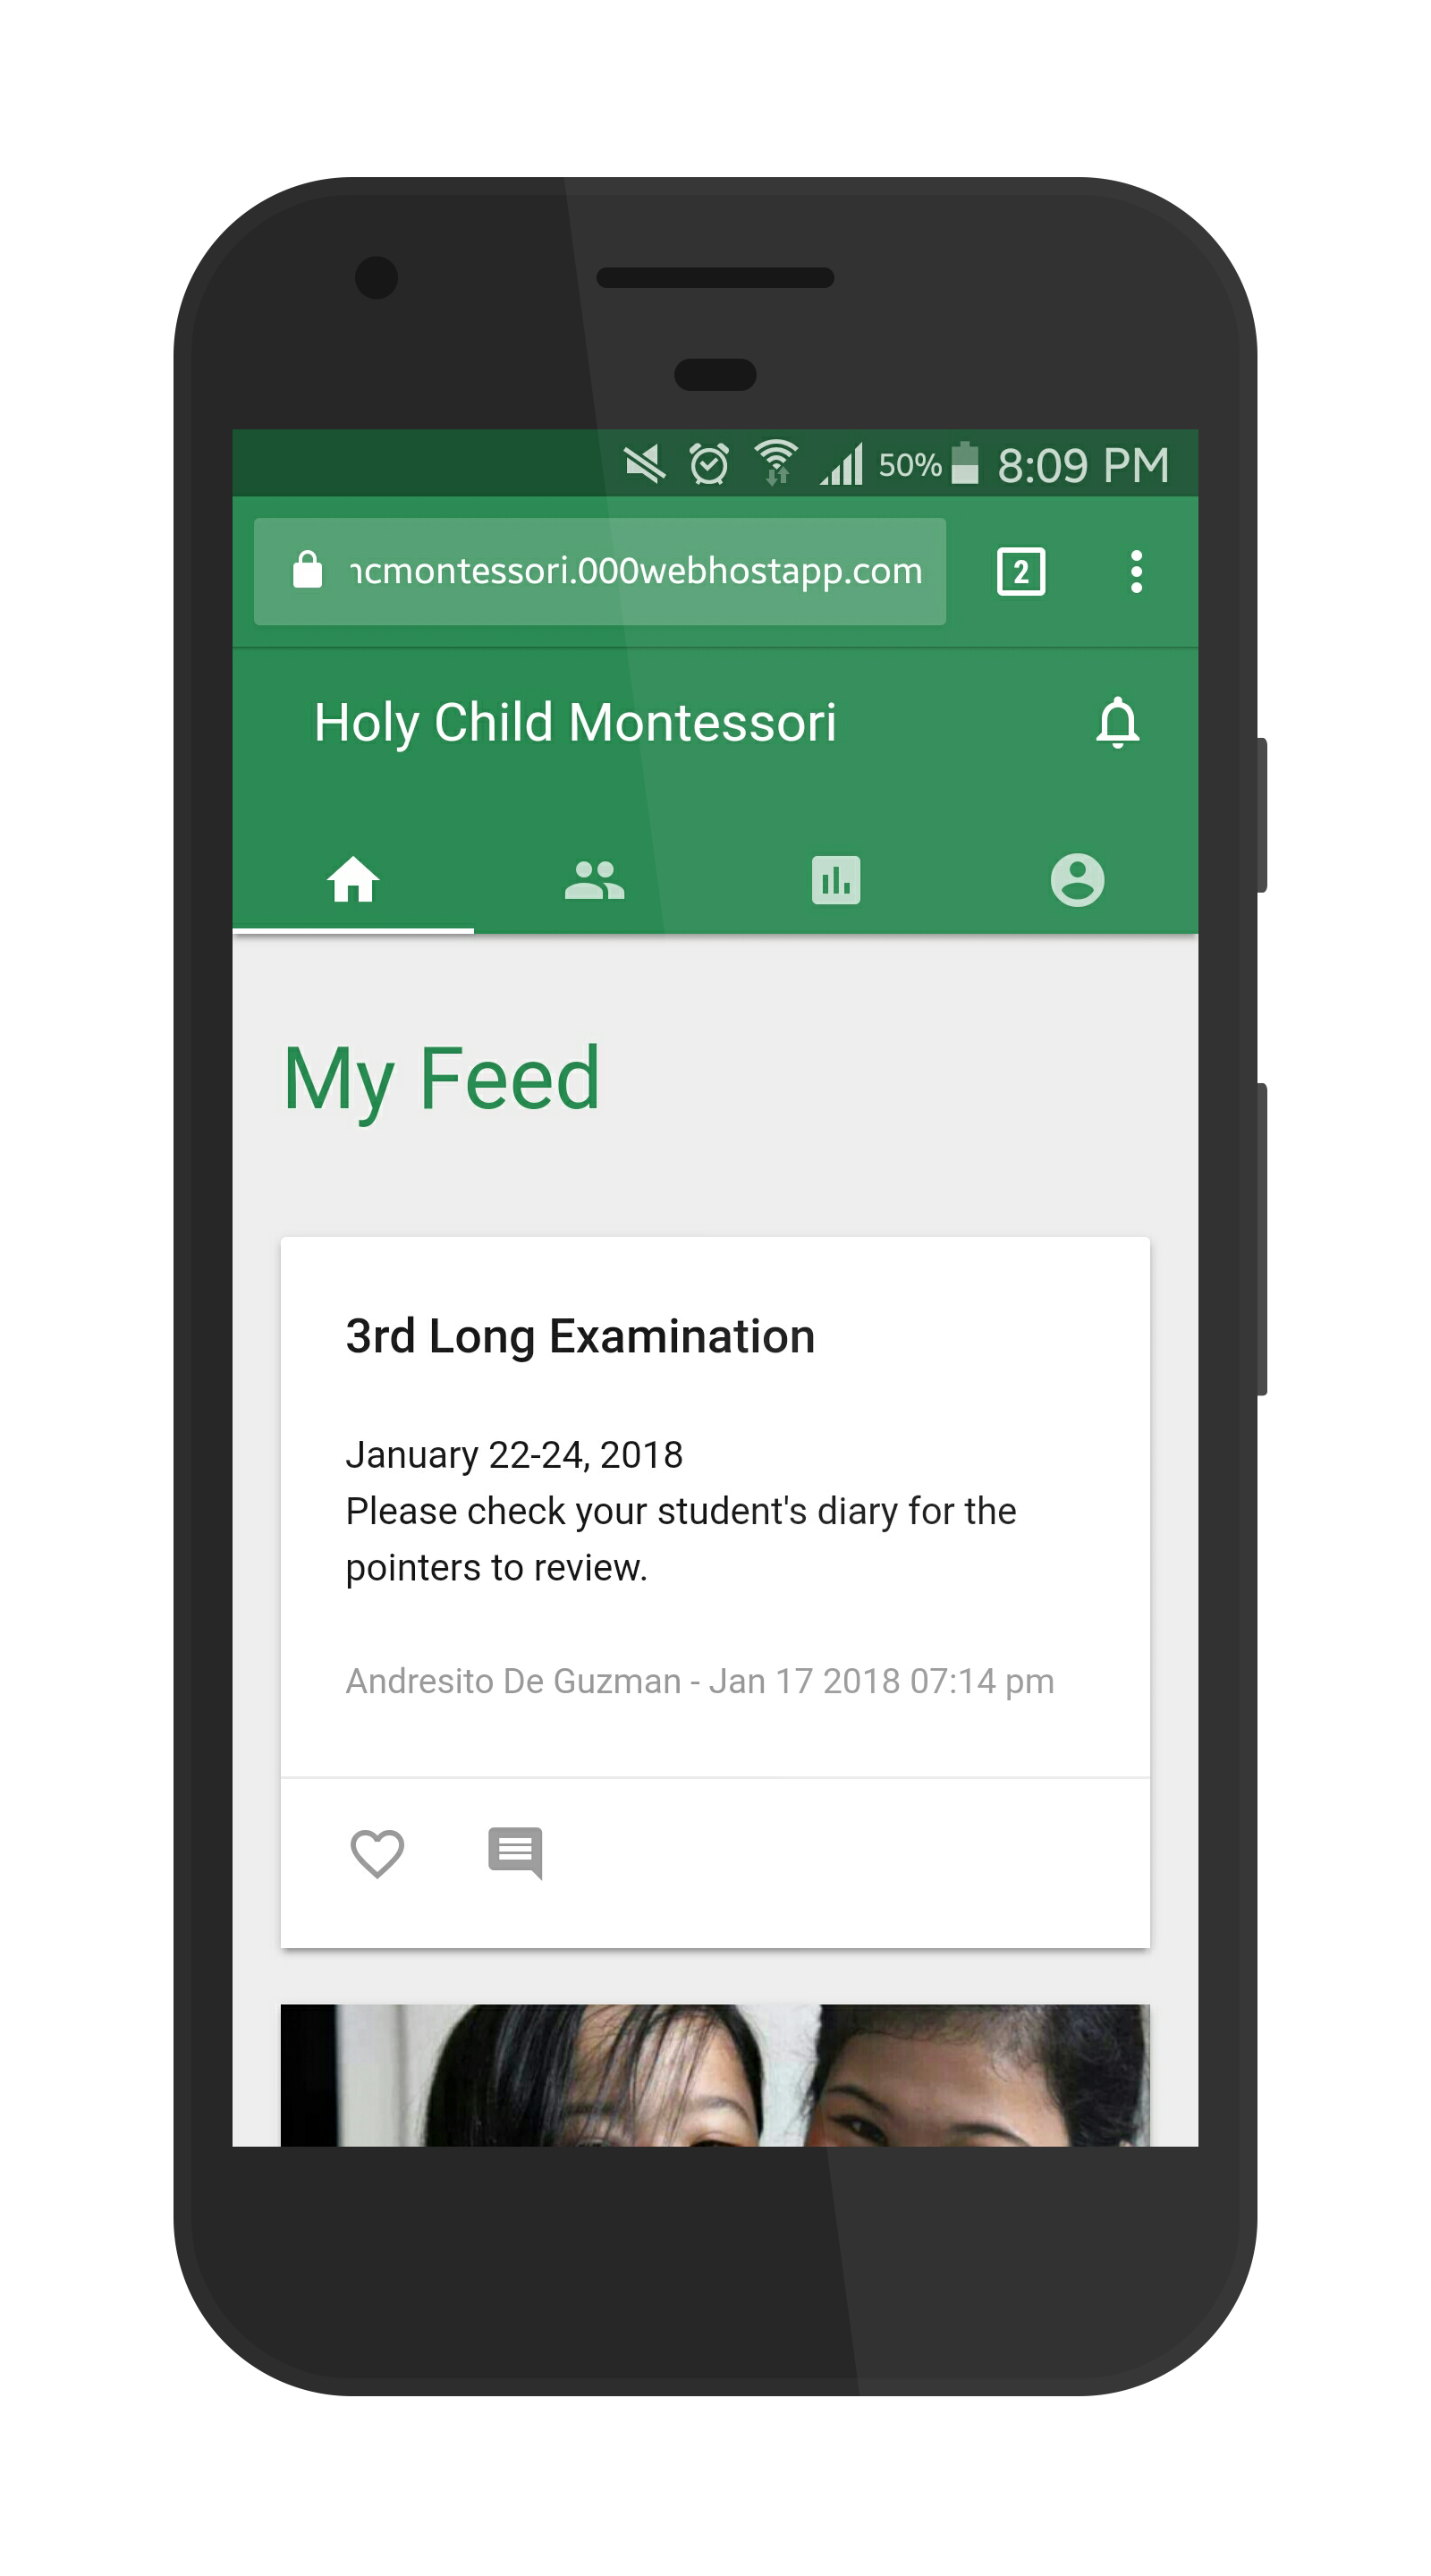 50% 8:09 PM
ncmontessori.000webhostapp.com 2
Holy Child Montessori
My Feed
3rd Long Examination
January 22-24, 2018
Please check your student's diary for the
pointers to review.
Andresito De Guzman - Jan 17 2018 07:14 pm